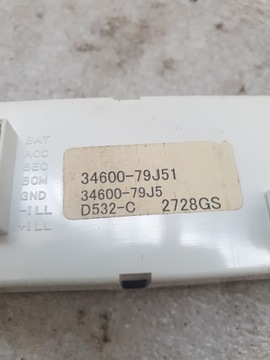 BAT
ACC
SEC
BCM
GND
-ILL
+ILL
34600-79J51
34600-79J5
D532-C 2728GS